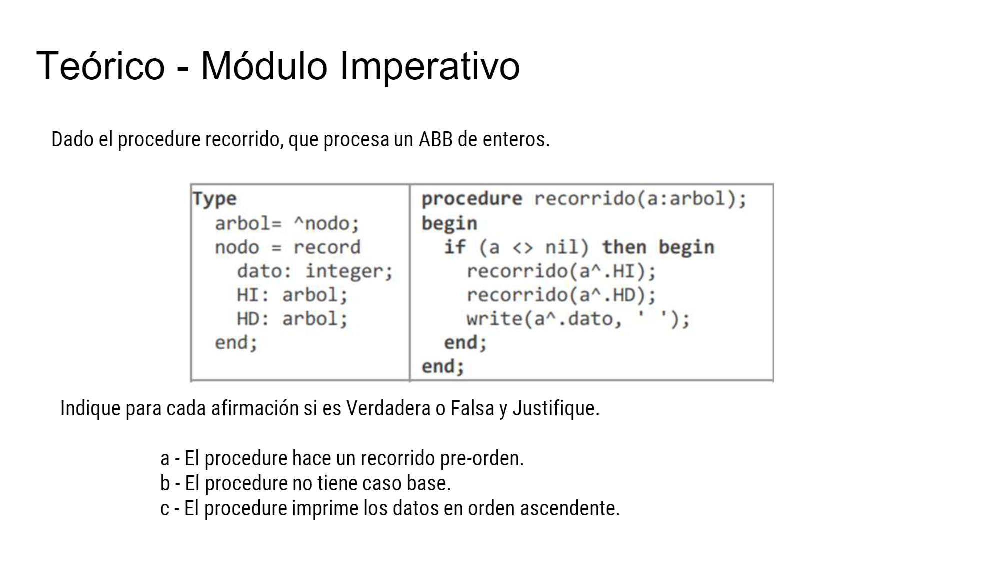 Teórico - Módulo Imperativo
Dado el procedure recorrido, que procesa un ABB de enteros.
Type
arbol= ^nodo;
nodo = record
dato: integer;
HI: arbol;
HD: arbol;
end;
procedure recorrido(a:arbol);
begin
if (a <> nil) then begin
recorrido(a^.HI);
recorrido(a^.HD);
write(a^.dato, ' ');
end;
end;
Indique para cada afirmación si es Verdadera o Falsa y Justifique.
a - El procedure hace un recorrido pre-orden.
b - El procedure no tiene caso base.
c - El procedure imprime los datos en orden ascendente.